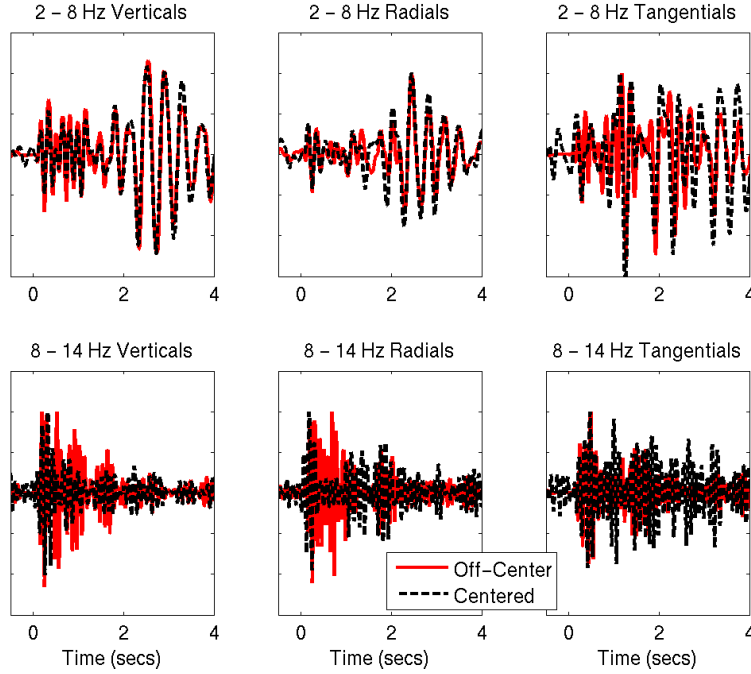 2 – 8 Hz Verticals
2 – 8 Hz Radials
2 – 8 Hz Tangentials
0 2 4
0 2 4
0 2 4
8 – 14 Hz Verticals
8 – 14 Hz Radials
8 – 14 Hz Tangentials
Off–Center
Centered
0 2 4
0 2 4
0 2 4
Time (secs)
Time (secs)
Time (secs)